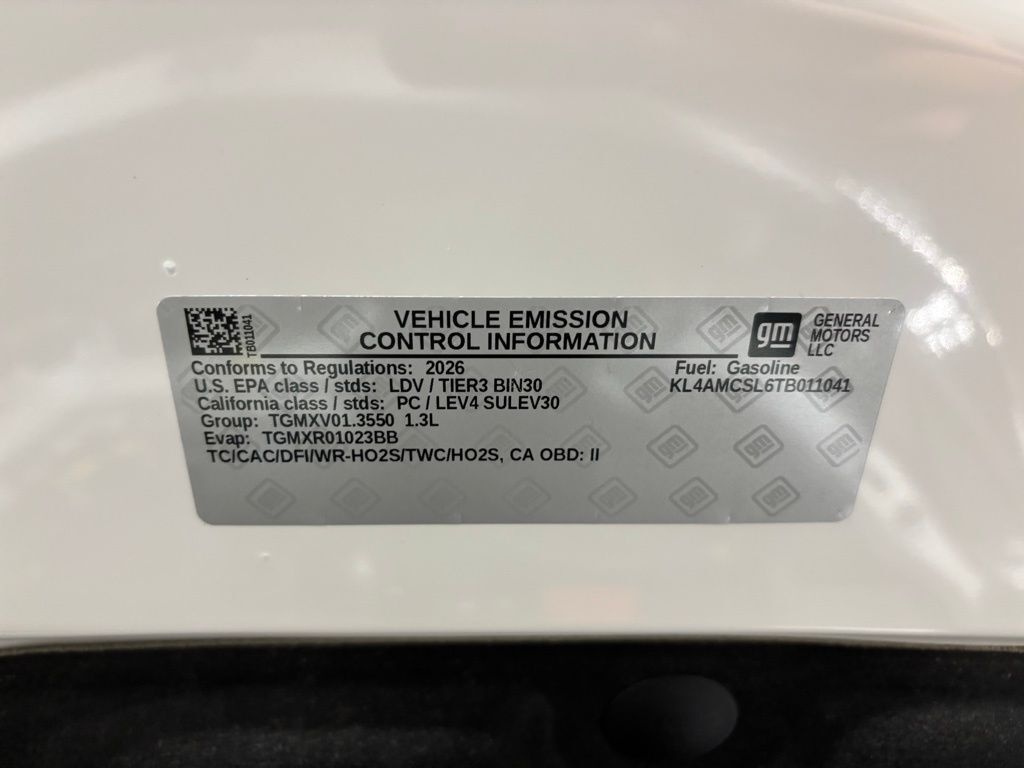 TB011041
VEHICLE EMISSION
CONTROL INFORMATION
gm
GENERAL
MOTORS
LLC
Conforms to Regulations: 2026
Fuel: Gasoline
U.S. EPA class / stds: LDV / TIER3 BIN30
KL4AMCSL6TB011041
California class / stds: PC / LEV4 SULEV30
Group: TGMXV01.3550 1.3L
Evap: TGMXR01023BB
TC/CAC/DFI/WR-HO2S/TWC/HO2S, CA OBD: II